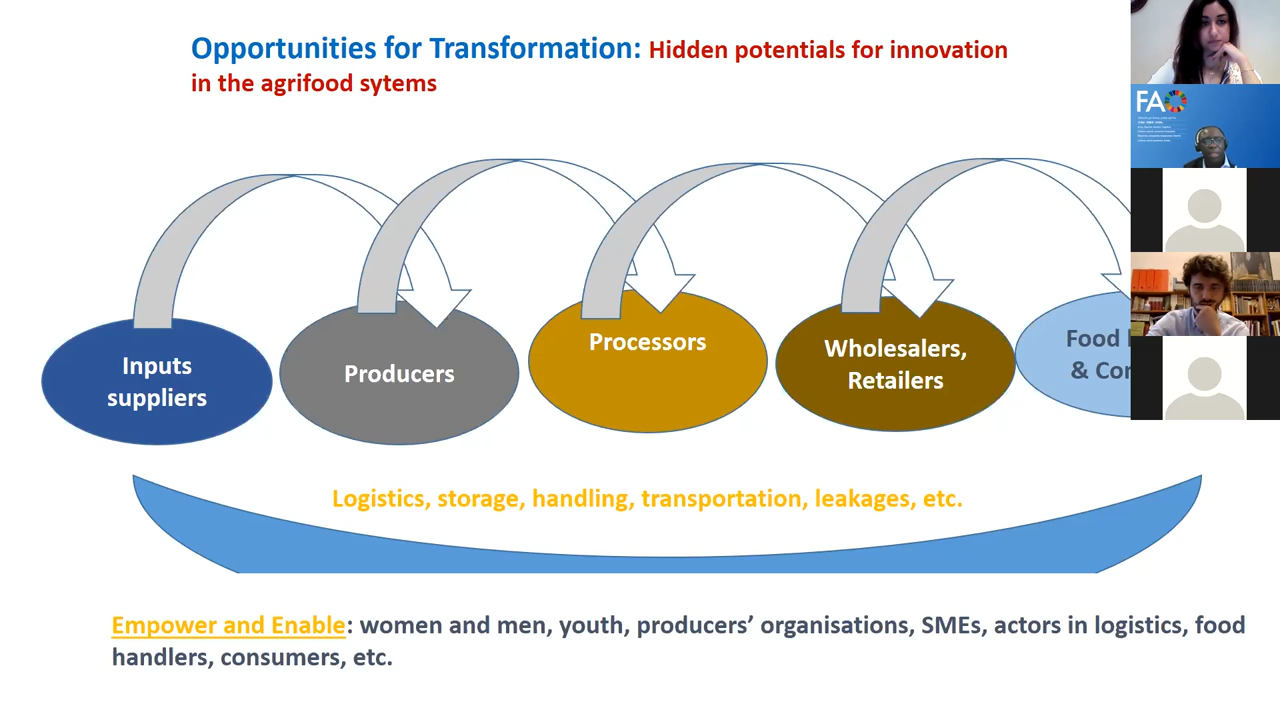 Opportunities for Transformation: Hidden potentials for innovation
in the agrifood sytems
FAO
Inputs
suppliers
Producers
Processors
Wholesalers,
Retailers
Food
&
Logistics, storage, handling, transportation, leakages, etc.
Empower and Enable: women and men, youth, producers’ organisations, SMEs, actors in logistics, food
handlers, consumers, etc.